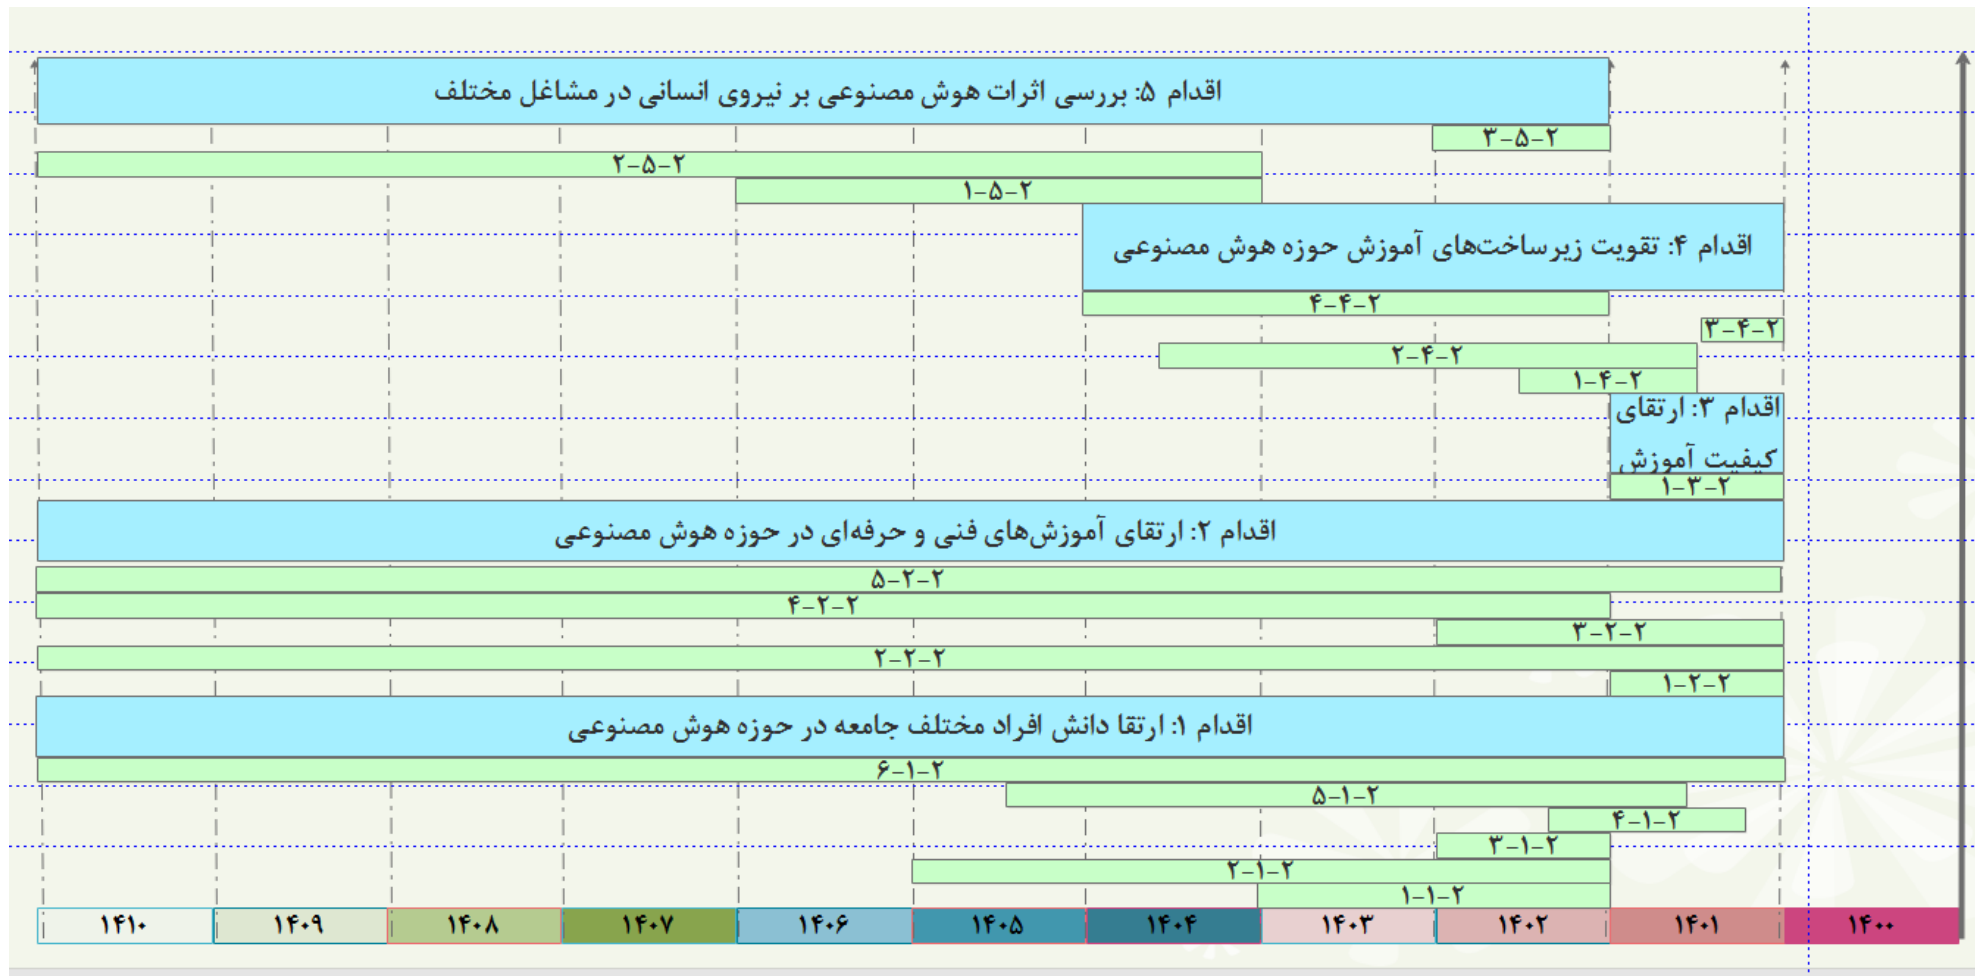 اقدام ۵: بررسی اثرات هوش مصنوعی بر نیروی انسانی در مشاغل مختلف
۳-۵-۲
۲-۵-۲
۱-۵-۲
اقدام ۴: تقویت زیرساخت‌های آموزش حوزه هوش مصنوعی
۴-۴-۲
۳-۴-۲
۲-۴-۲
۱-۴-۲
اقدام ۳: ارتقای
کیفیت آموزش
۱-۳-۲
اقدام ۲: ارتقای آموزش‌های فنی و حرفه‌ای در حوزه هوش مصنوعی
۵-۲-۲
۴-۲-۲
۳-۲-۲
۲-۲-۲
۱-۲-۲
اقدام ۱: ارتقا دانش افراد مختلف جامعه در حوزه هوش مصنوعی
۶-۱-۲
۵-۱-۲
۴-۱-۲
۳-۱-۲
۲-۱-۲
۱-۱-۲
۱۴۰۰ ۱۴۰۱ ۱۴۰۲ ۱۴۰۳ ۱۴۰۴ ۱۴۰۵ ۱۴۰۶ ۱۴۰۷ ۱۴۰۸ ۱۴۰۹ ۱۴۱۰